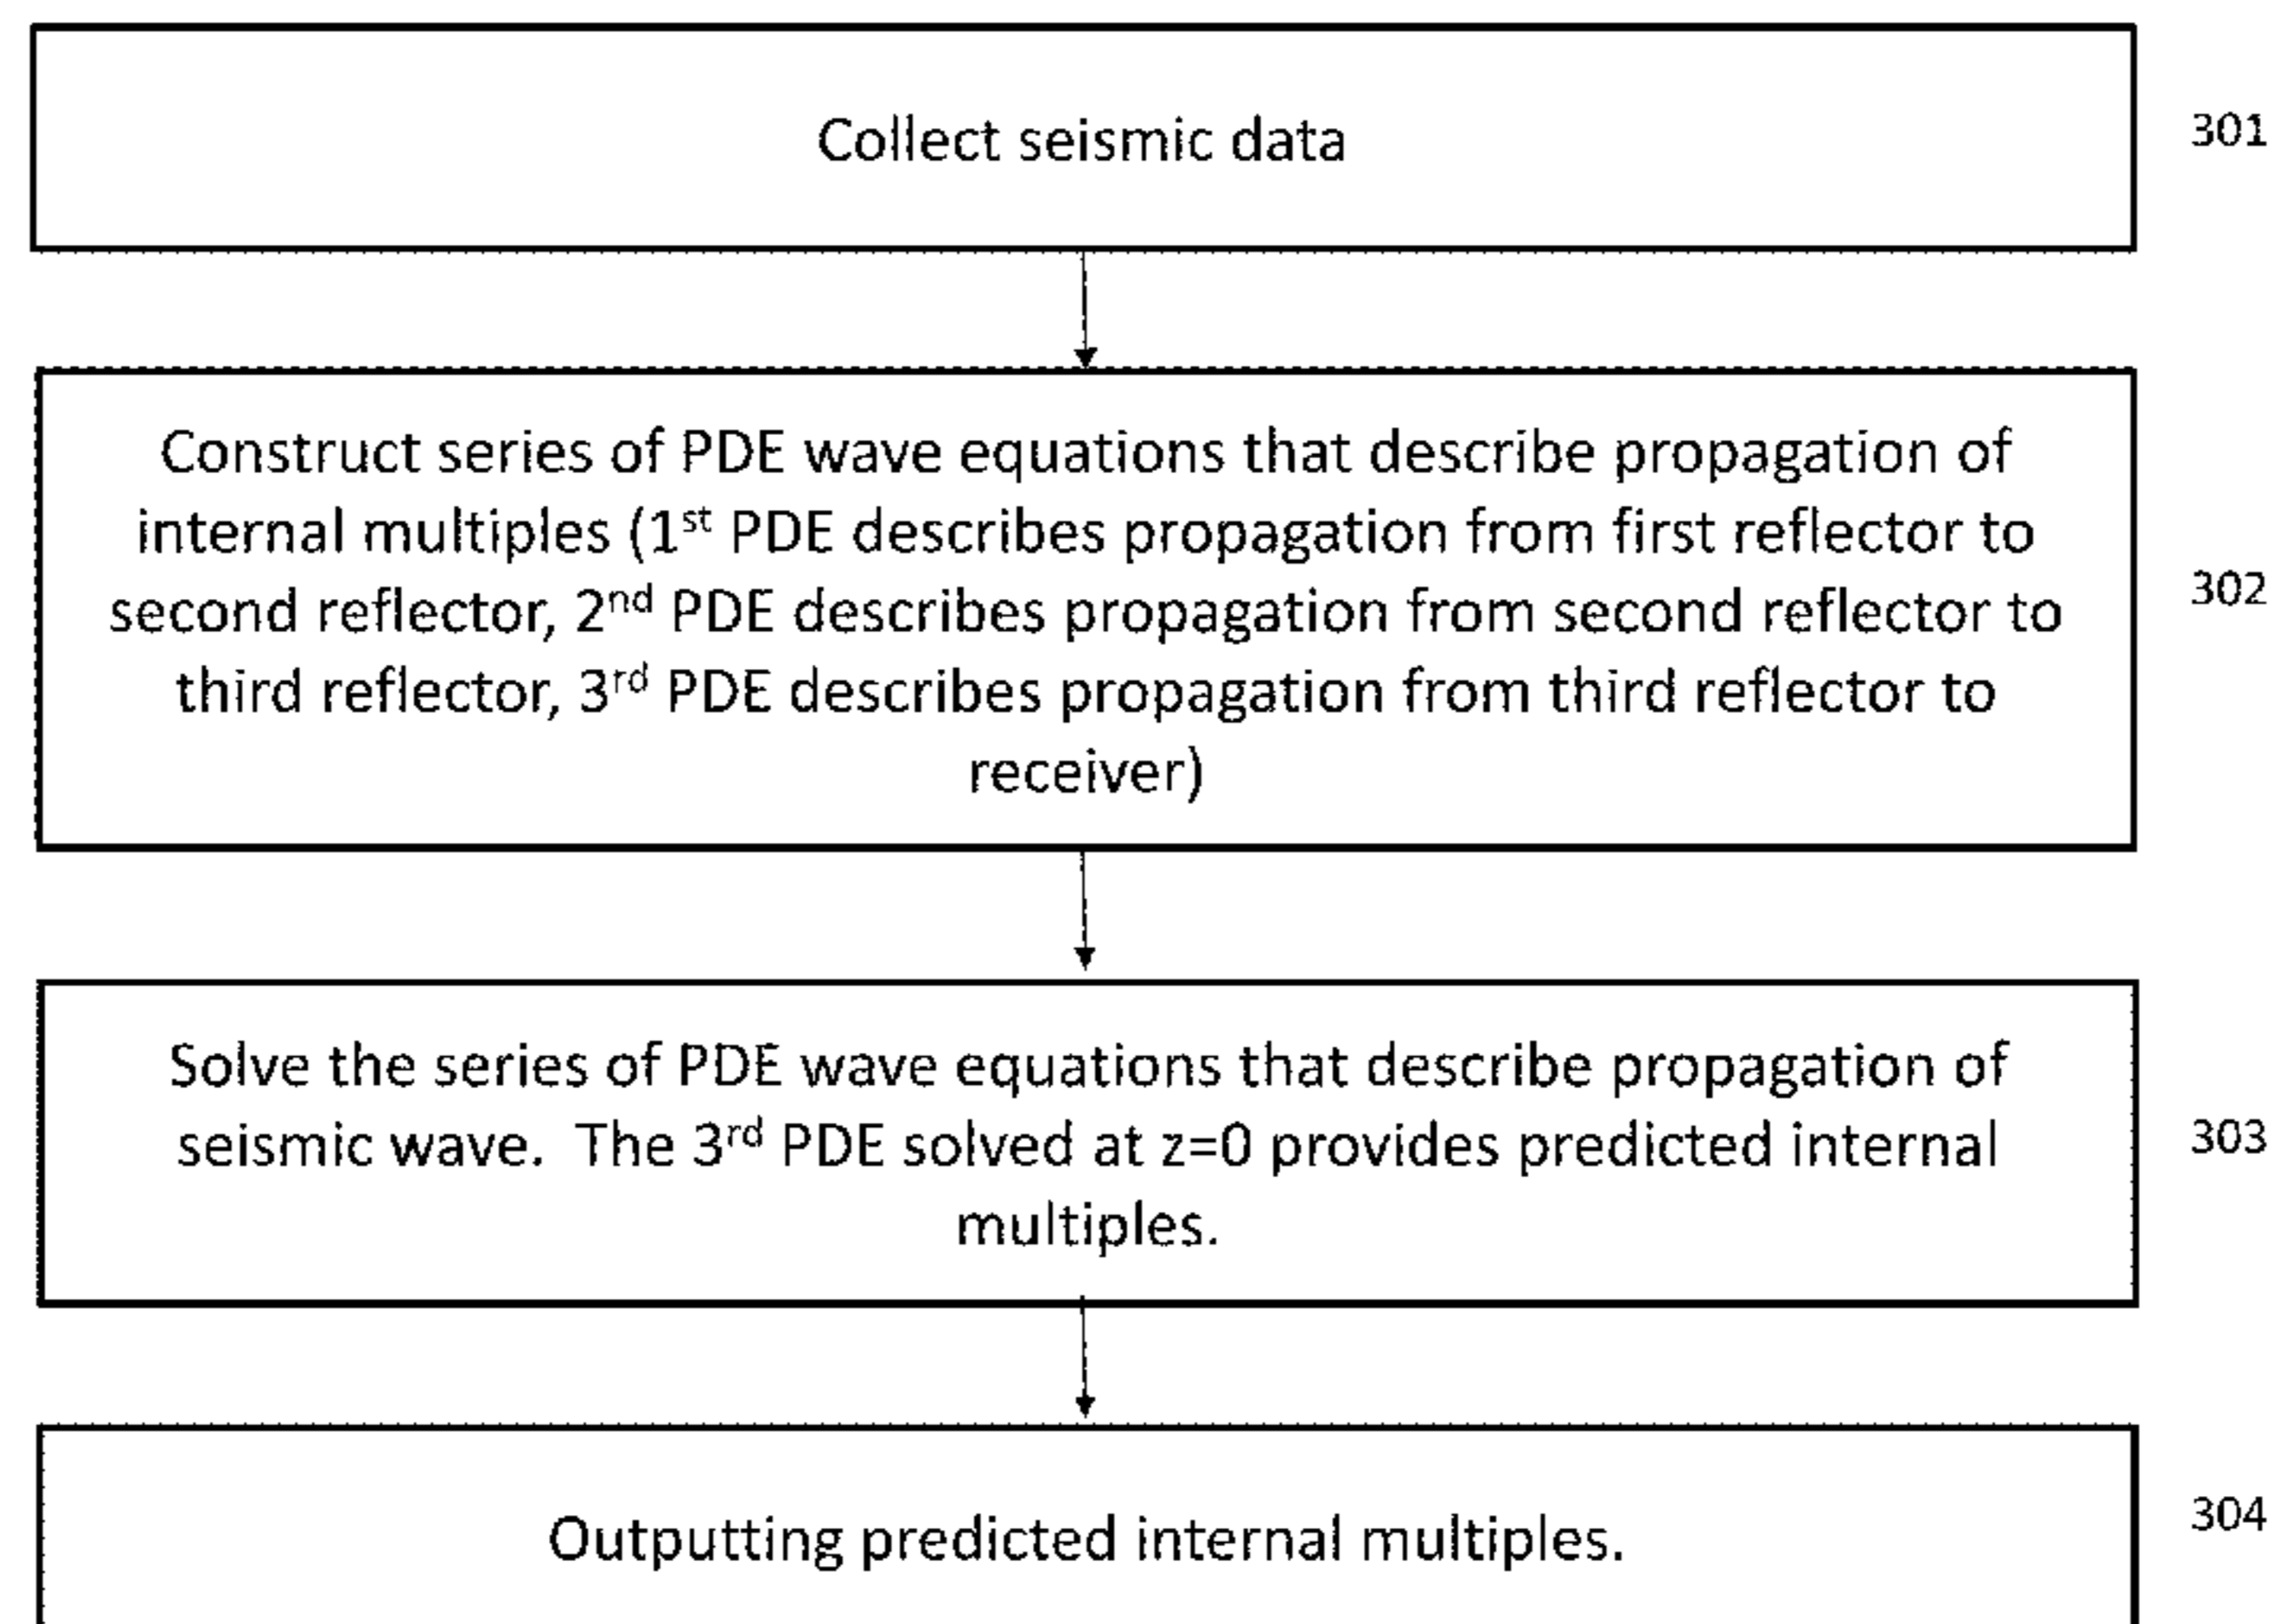 Collect seismic data
301
Construct series of PDE wave equations that describe propagation of
internal multiples (1st PDE describes propagation from first reflector to
second reflector, 2nd PDE describes propagation from second reflector to
third reflector, 3rd PDE describes propagation from third reflector to
receiver)
302
Solve the series of PDE wave equations that describe propagation of
seismic wave. The 3rd PDE solved at z=0 provides predicted internal
multiples.
303
Outputting predicted internal multiples.
304